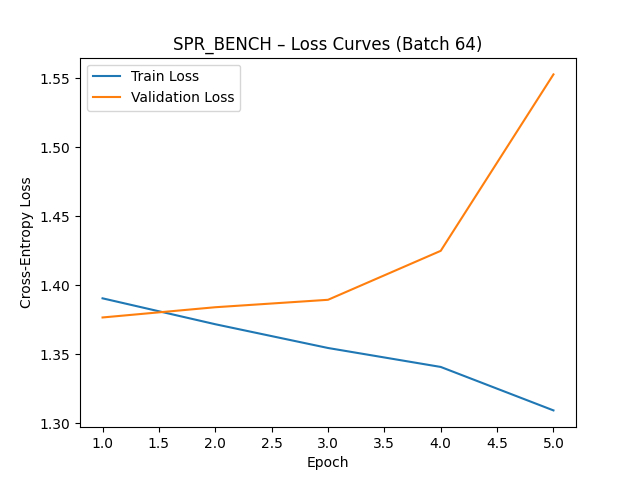 SPR_BENCH – Loss Curves (Batch 64)
Train Loss
Validation Loss
Cross-Entropy Loss
1.55
1.50
1.45
1.40
1.35
1.30
1.0 1.5 2.0 2.5 3.0 3.5 4.0 4.5 5.0
Epoch